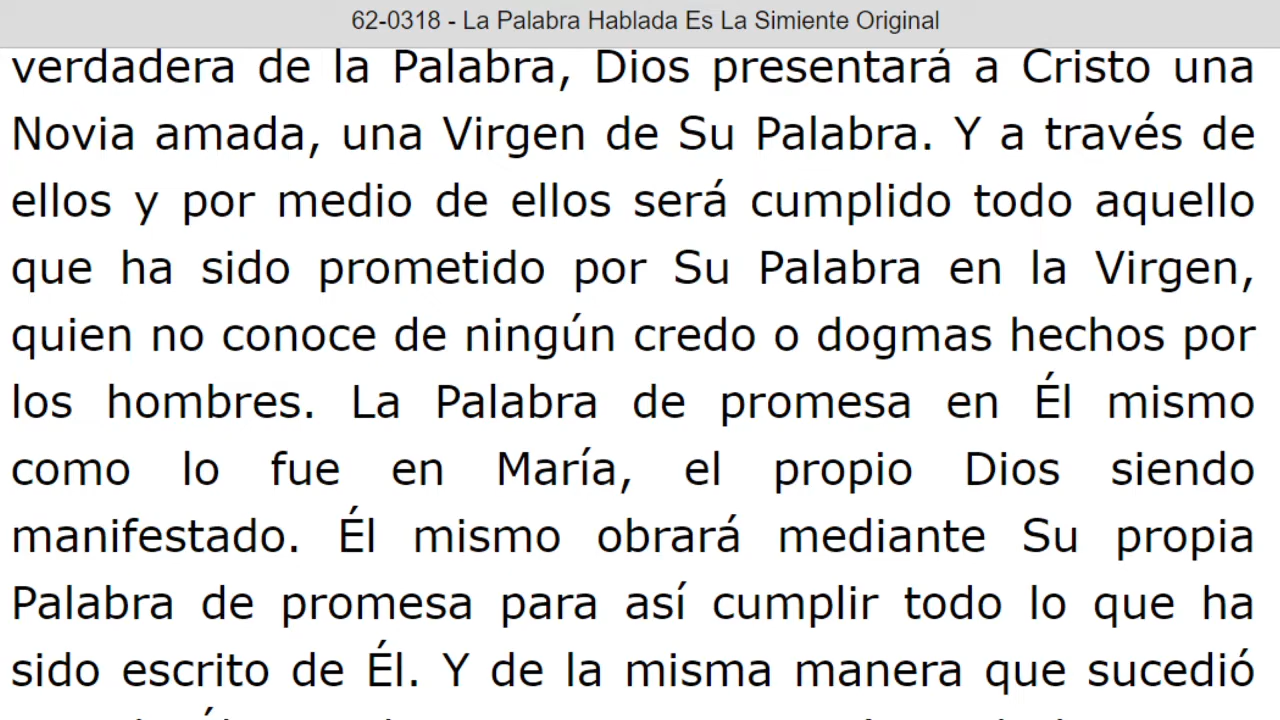 62-0318 - La Palabra Hablada Es La Simiente Original
verdadera de la Palabra, Dios presentará a Cristo una
Novia amada, una Virgen de Su Palabra. Y a través de
ellos y por medio de ellos será cumplido todo aquello
que ha sido prometido por Su Palabra en la Virgen,
quien no conoce de ningún credo o dogmas hechos por
los hombres. La Palabra de promesa en Él mismo
como lo fue en María, el propio Dios siendo
manifestado. Él mismo obrará mediante Su propia
Palabra de promesa para así cumplir todo lo que ha
sido escrito de Él. Y de la misma manera que sucedió